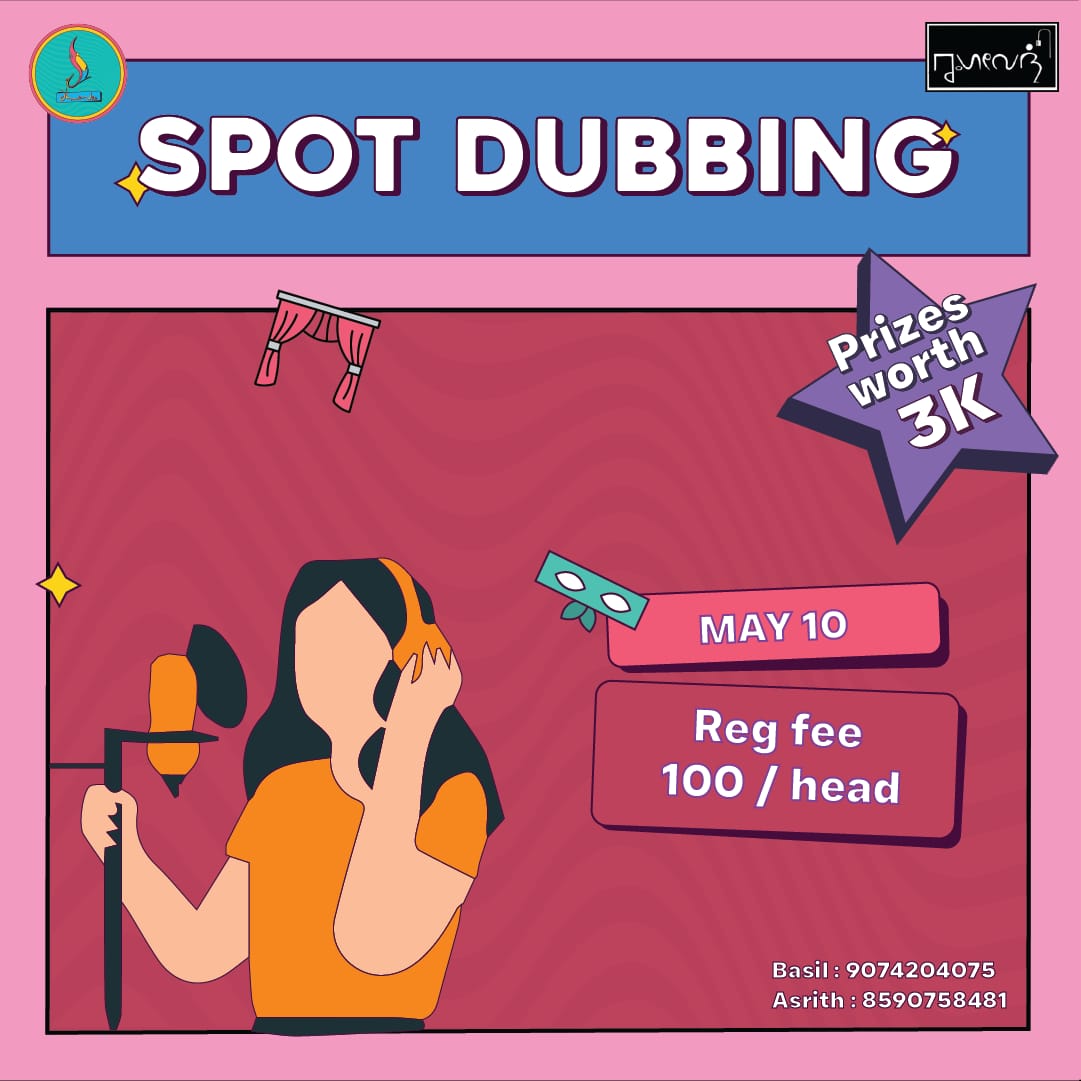 SPOT DUBBING
Prizes
worth
3K
MAY 10
Reg fee
100 / head
Basil : 9074204075
Asrith : 8590758481